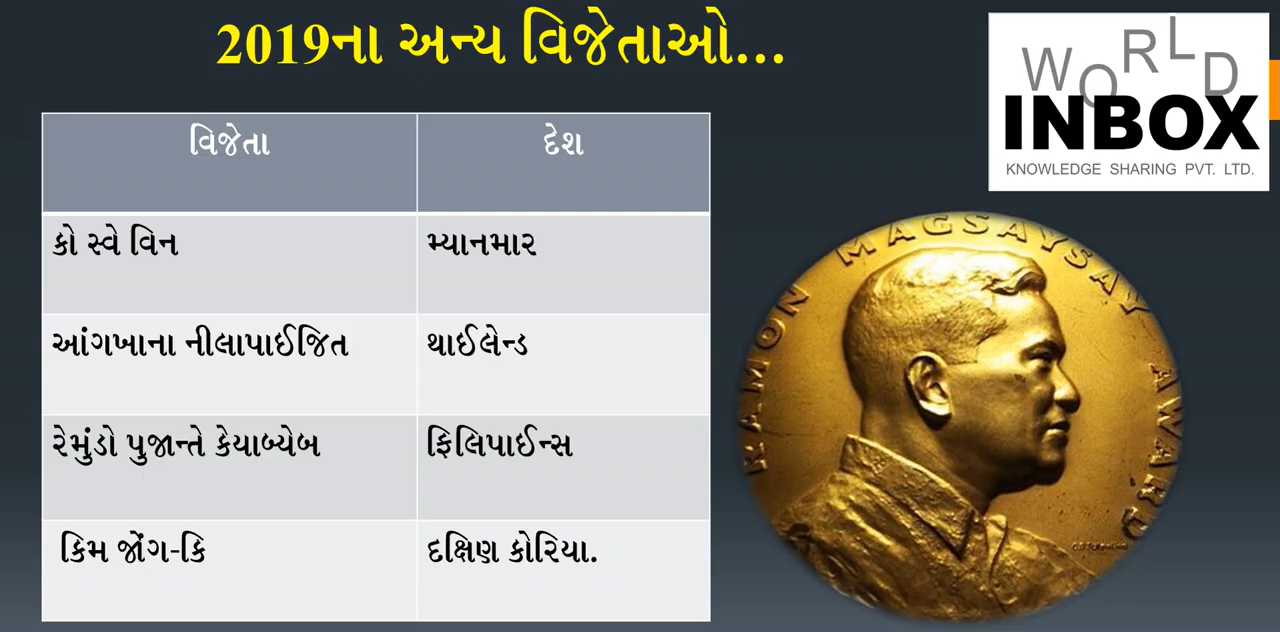 2019ના અન્ય વિજેતાઓ...
WORLD
INBOX
KNOWLEDGE SHARING PVT. LTD.
વિજેતા દેશ
કો સ્વે વિન મ્યાનમાર
આંગખાના નીલાપાઈજિત થાઈલેન્ડ
રેમુંડો પુજાન્તે કેયાબ્યેબ ફિલિપાઈન્સ
કિમ જોંગ-કિ દક્ષિણ કોરિયા.
RAMON MAGSAYSAY AWARD